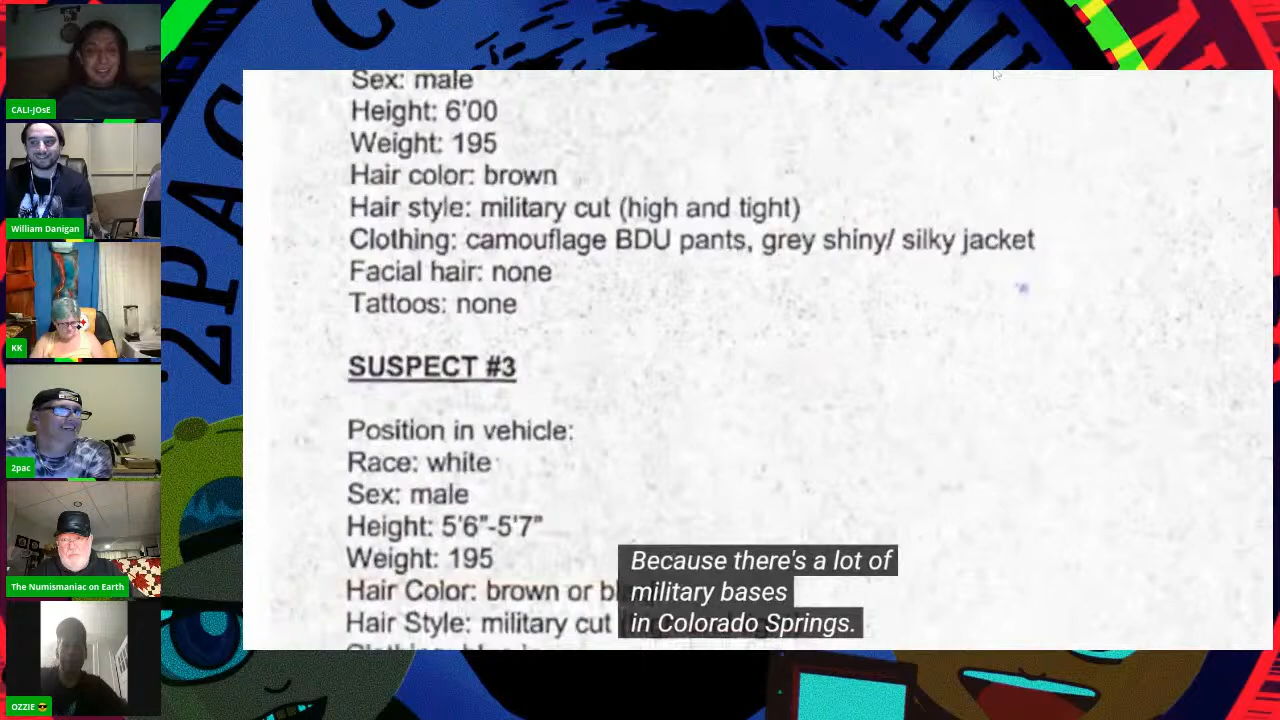 CALI-JOsE
William Danigan
KK
2pac
The Numismaniac on Earth
OZZIE 😎
2PAC
Sex: male
Height: 6'00
Weight: 195
Hair color: brown
Hair style: military cut (high and tight)
Clothing: camouflage BDU pants, grey shiny/ silky jacket
Facial hair: none
Tattoos: none
SUSPECT #3
Position in vehicle:
Race: white
Sex: male
Height: 5'6"-5'7"
Weight: 195
Hair Color: brown or
Hair Style: military cut
Because there's a lot of
military bases
in Colorado Springs.